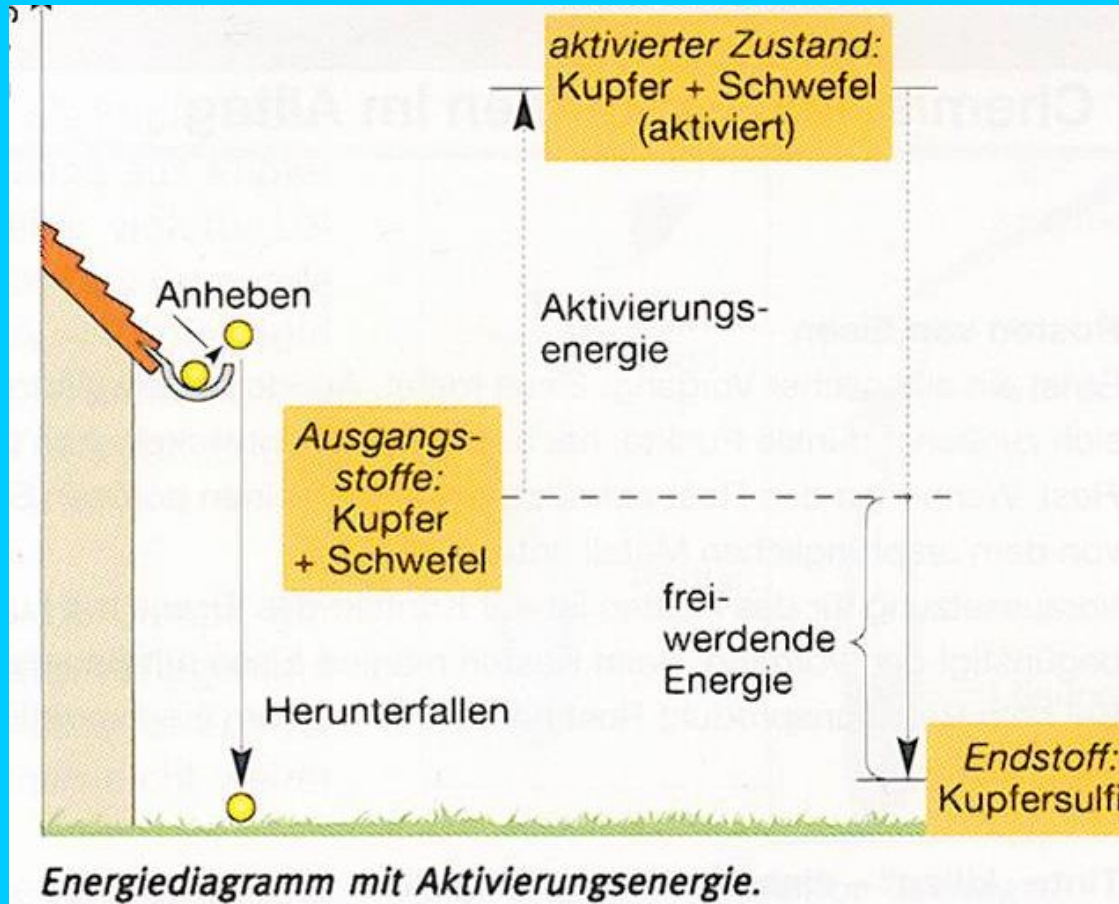 aktivierter Zustand:
Kupfer + Schwefel
(aktiviert)
Anheben
Aktivierungs-
energie
Ausgangs-
stoffe:
Kupfer
+ Schwefel
frei-
werdende
Energie
Herunterfallen
Endstoff:
Kupfersulfi
Energiediagramm mit Aktivierungsenergie.